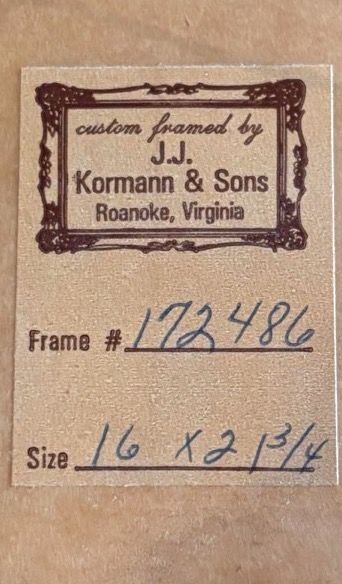 custom framed by
J.J.
Kormann & Sons
Roanoke, Virginia
Frame # 172486
Size 16 x 21 3/4